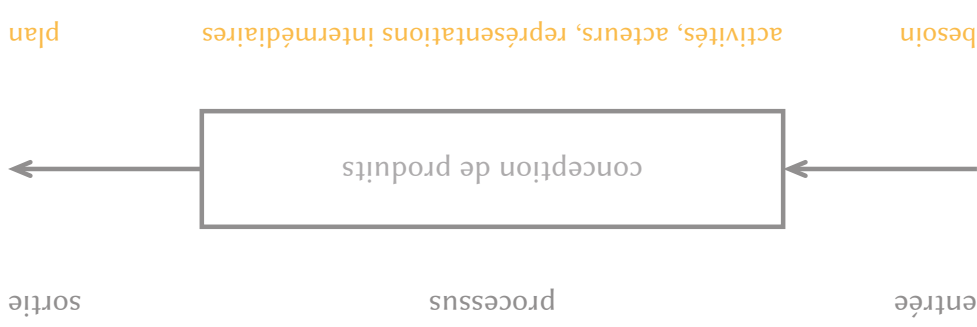 entrée processus sortie
conception de produits
besoin activités, acteurs, représentations intermédiaires plan